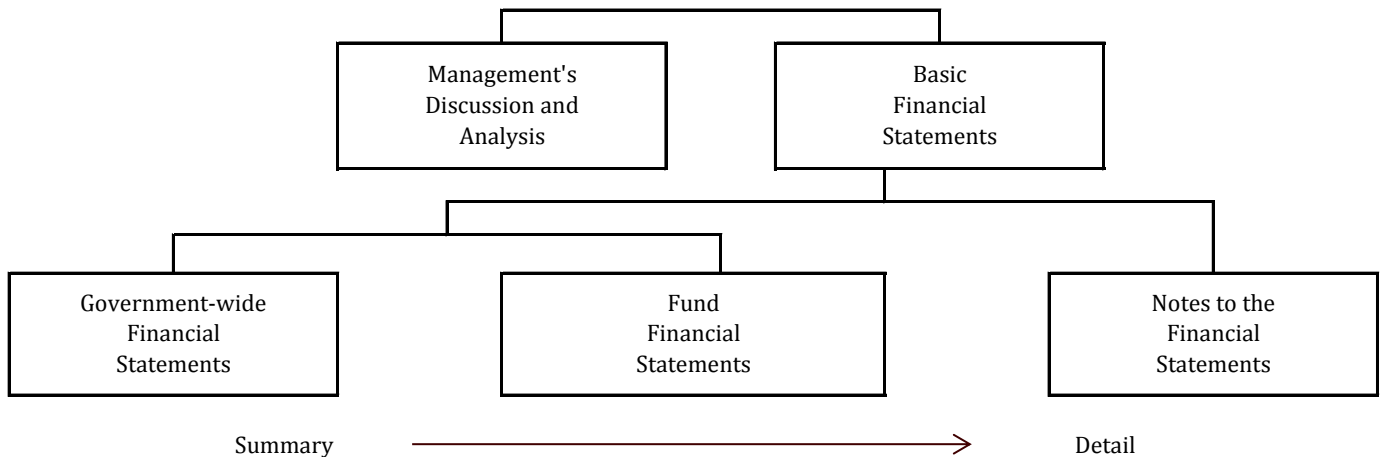 Management's
Discussion and
Analysis
Basic
Financial
Statements
Government-wide
Financial
Statements
Fund
Financial
Statements
Notes to the
Financial
Statements
Summary
Detail